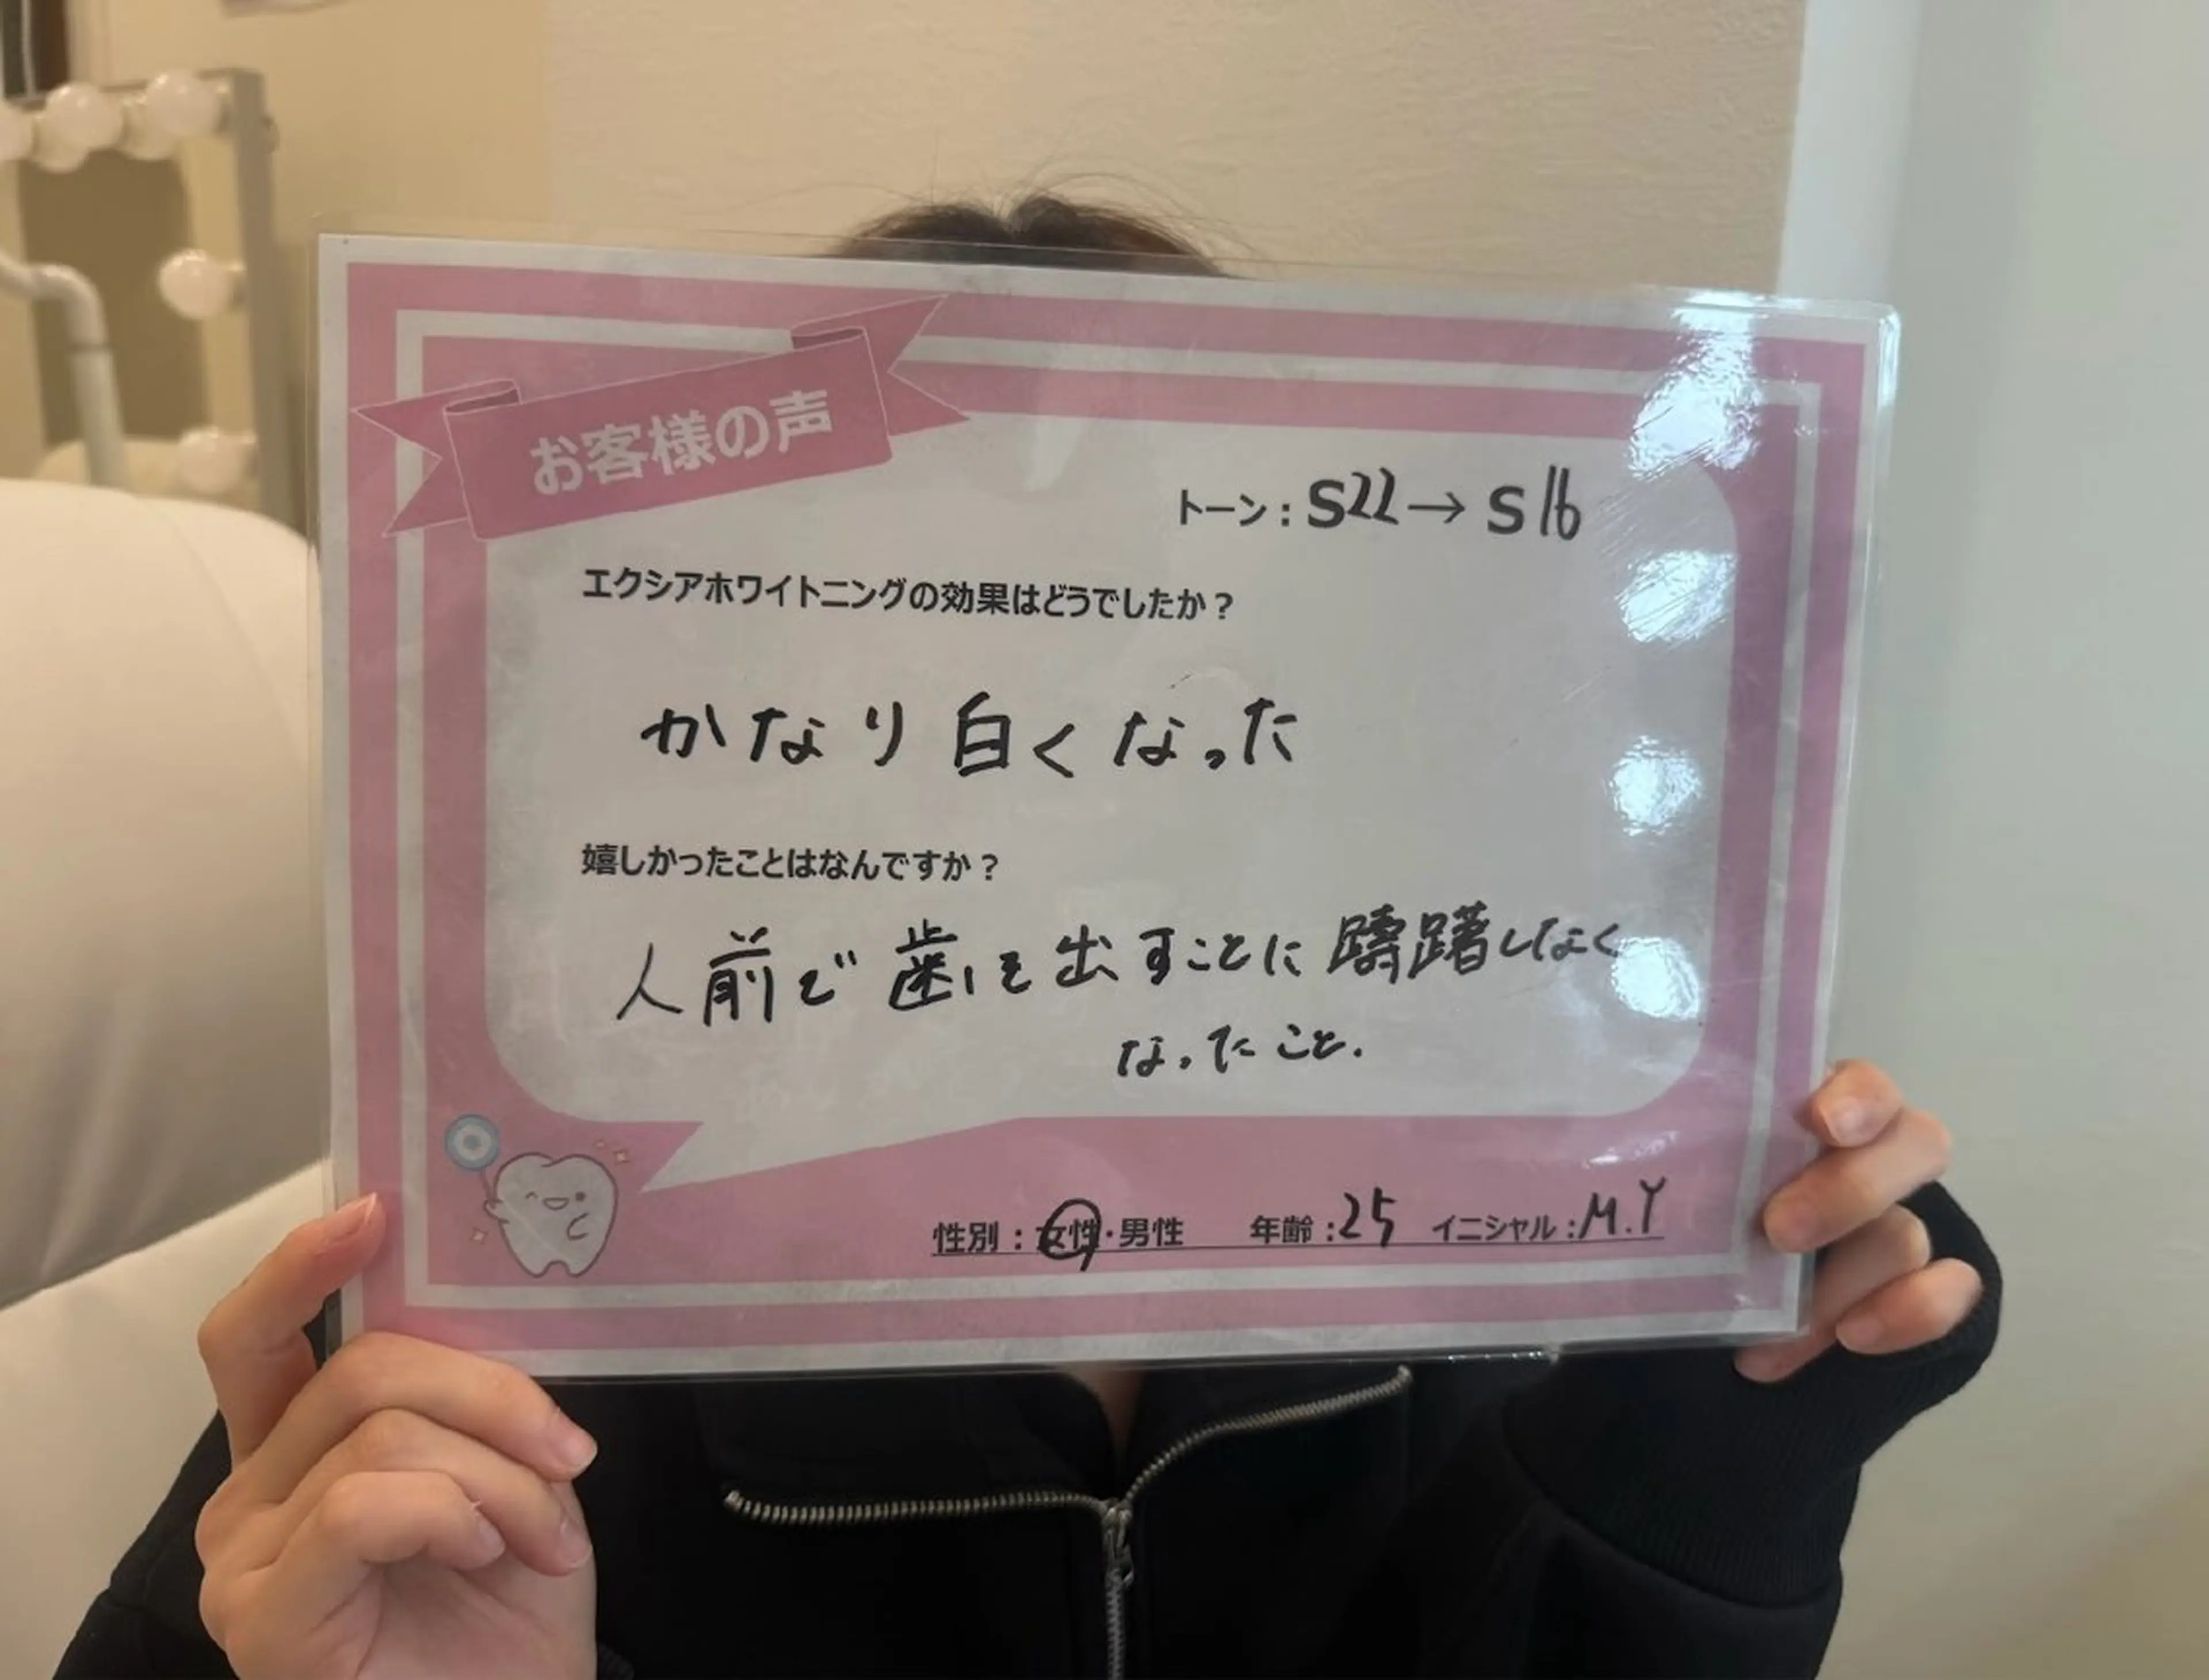 お客様の声
トーン：S22→S16
エクシアホワイトニングの効果はどうでしたか？
かなり白くなった
嬉しかったことはなんですか？
人前で歯を出すことに躊躇しなく
なったこと.
性別：女性・男性 年齢：25 イニシャル：M.Y